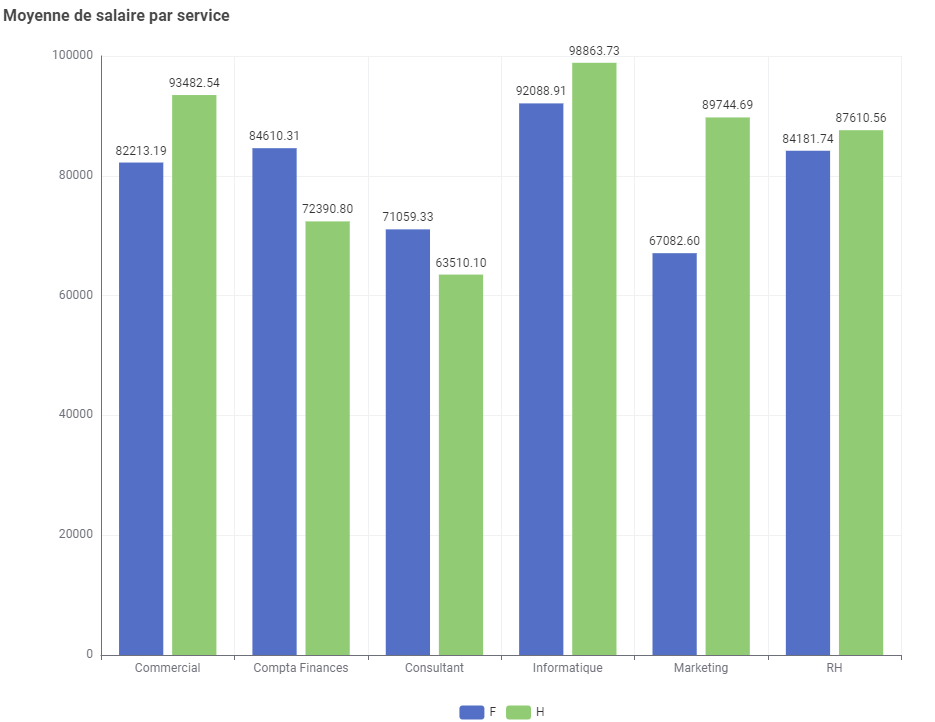 Moyenne de salaire par service
100000
80000
60000
40000
20000
0
82213.19
93482.54
84610.31
72390.80
71059.33
63510.10
92088.91
98863.73
67082.60
89744.69
84181.74
87610.56
Commercial
Compta Finances
Consultant
Informatique
Marketing
RH
F
H